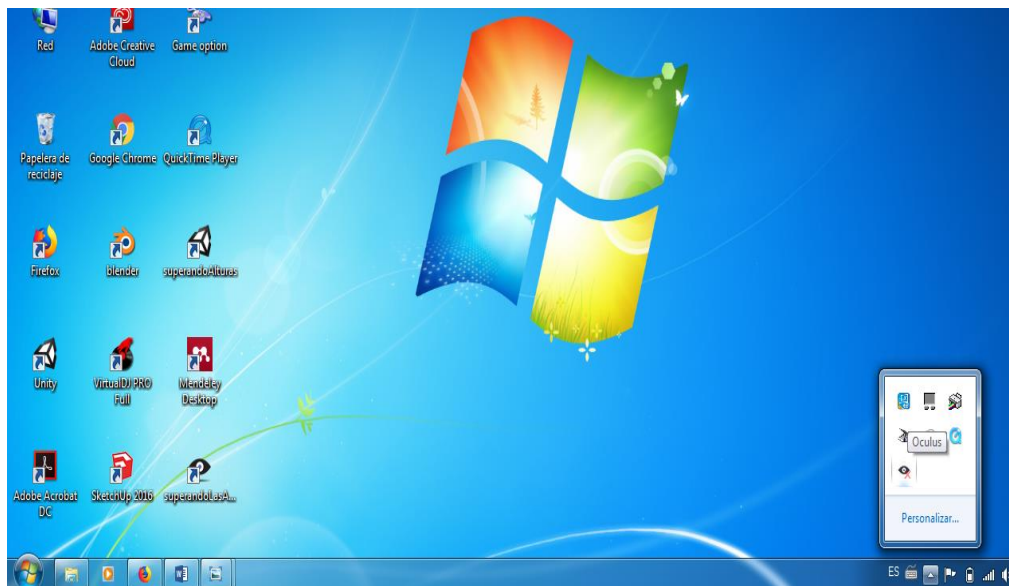 Red
Adobe Creative
Cloud
Game option
Papelera de
reciclaje
Google Chrome
QuickTime Player
Firefox
blender
superandoAlturas
Unity
VirtualDJ PRO
Full
Mendeley
Desktop
Adobe Acrobat
DC
SketchUp 2016
superandoLasA...
Oculus
Personalizar...
ES